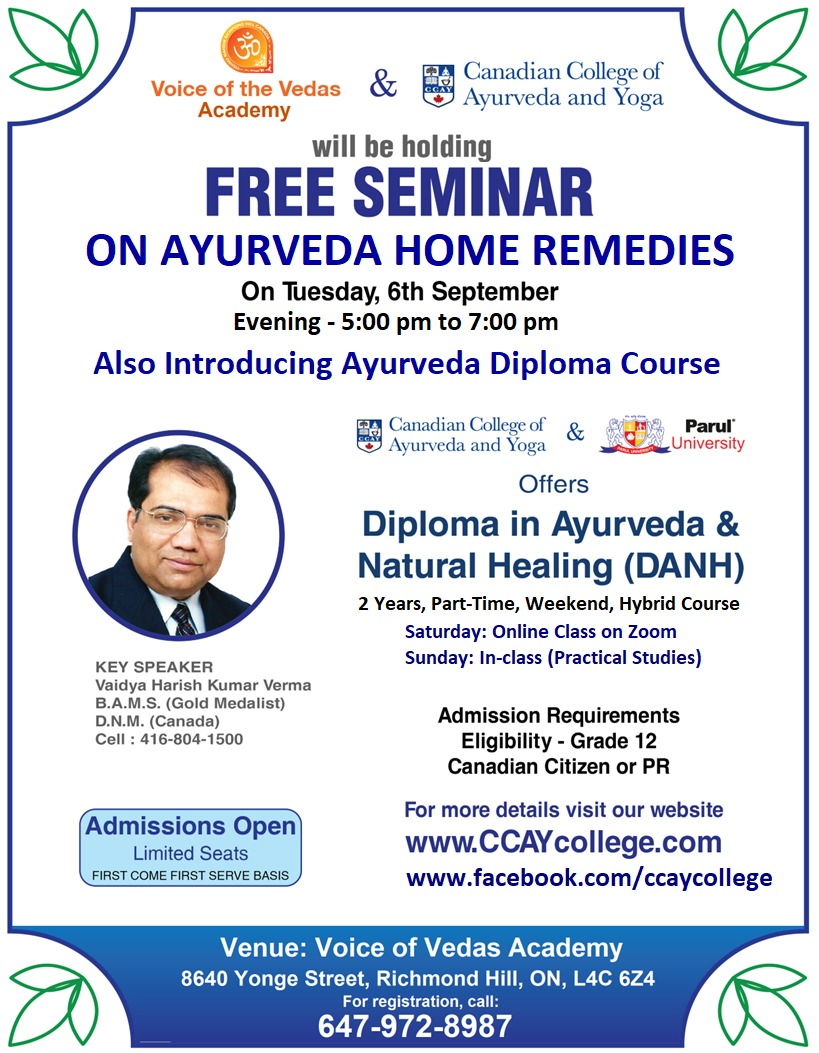 Voice of the Vedas
Academy
&
Canadian College of
Ayurveda and Yoga
CCAY
will be holding
FREE SEMINAR
ON AYURVEDA HOME REMEDIES
On Tuesday, 6th September
Evening - 5:00 pm to 7:00 pm
Also Introducing Ayurveda Diploma Course
CCAY
Canadian College of
Ayurveda and Yoga
&
PARUL UNIVERSITY
Parul®
University
Offers
Diploma in Ayurveda &
Natural Healing (DANH)
2 Years, Part-Time, Weekend, Hybrid Course
Saturday: Online Class on Zoom
Sunday: In-class (Practical Studies)
KEY SPEAKER
Vaidya Harish Kumar Verma
B.A.M.S. (Gold Medalist)
D.N.M. (Canada)
Cell : 416-804-1500
Admission Requirements
Eligibility - Grade 12
Canadian Citizen or PR
Admissions Open
Limited Seats
FIRST COME FIRST SERVE BASIS
For more details visit our website
www.CCAYcollege.com
www.facebook.com/ccaycollege
Venue: Voice of Vedas Academy
8640 Yonge Street, Richmond Hill, ON, L4C 6Z4
For registration, call:
647-972-8987